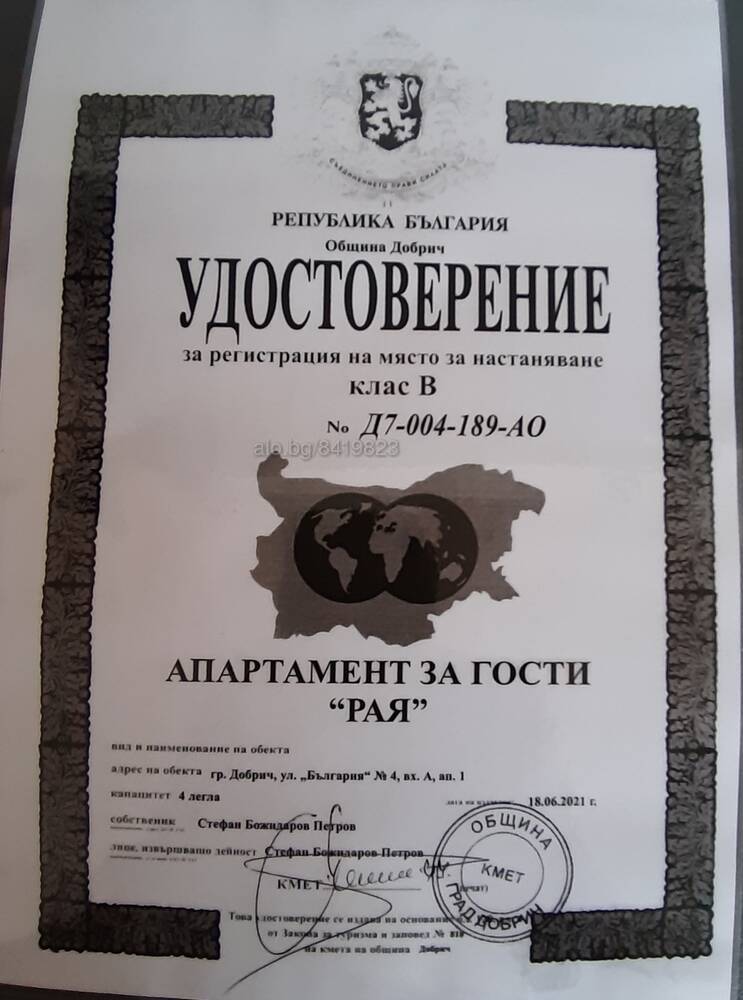 СЪЕДИНЕНИЕТО ПРАВИ СИЛАТА
РЕПУБЛИКА БЪЛГАРИЯ
Община Добрич
УДОСТОВЕРЕНИЕ
за регистрация на място за настаняване
клас В
No Д7-004-189-АО
alo.bg/8419823
АПАРТАМЕНТ ЗА ГОСТИ
“РАЯ”
вид и наименование на обекта
адрес на обекта гр. Добрич, ул. „България“ № 4, вх. А, ап. 1
капацитет 4 легла
дата на 18.06.2021 г.
собственик Стефан Божидаров Петров
лице, извършващо дейност Стефан Божидаров Петров
КМЕТ (печат)
ОБЩИНА
КМЕТ
ГРАД ДОБРИЧ
Това удостоверение се издава на основание
от Закона за туризма и заповед № 818
на кмета на община Добрич